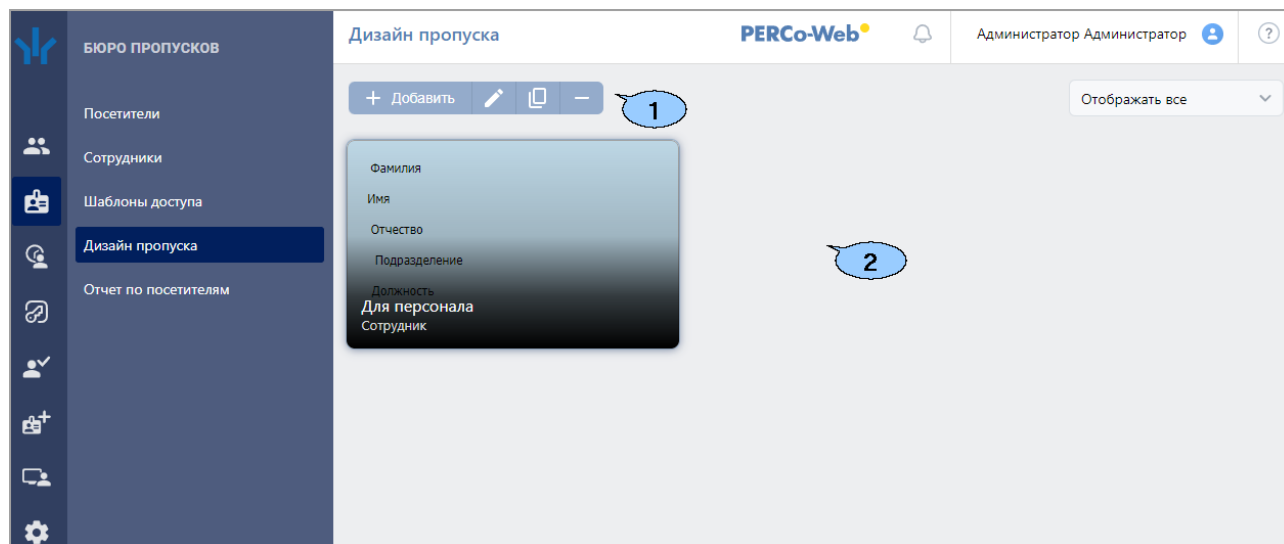 БЮРО ПРОПУСКОВ
Посетители
Сотрудники
Шаблоны доступа
Дизайн пропуска
Отчет по посетителям
Дизайн пропуска
PERCo-Web
Администратор Администратор
?
+ Добавить
1
Отображать все
Фамилия
Имя
Отчество
Подразделение
Должность
Для персонала
Сотрудник
2